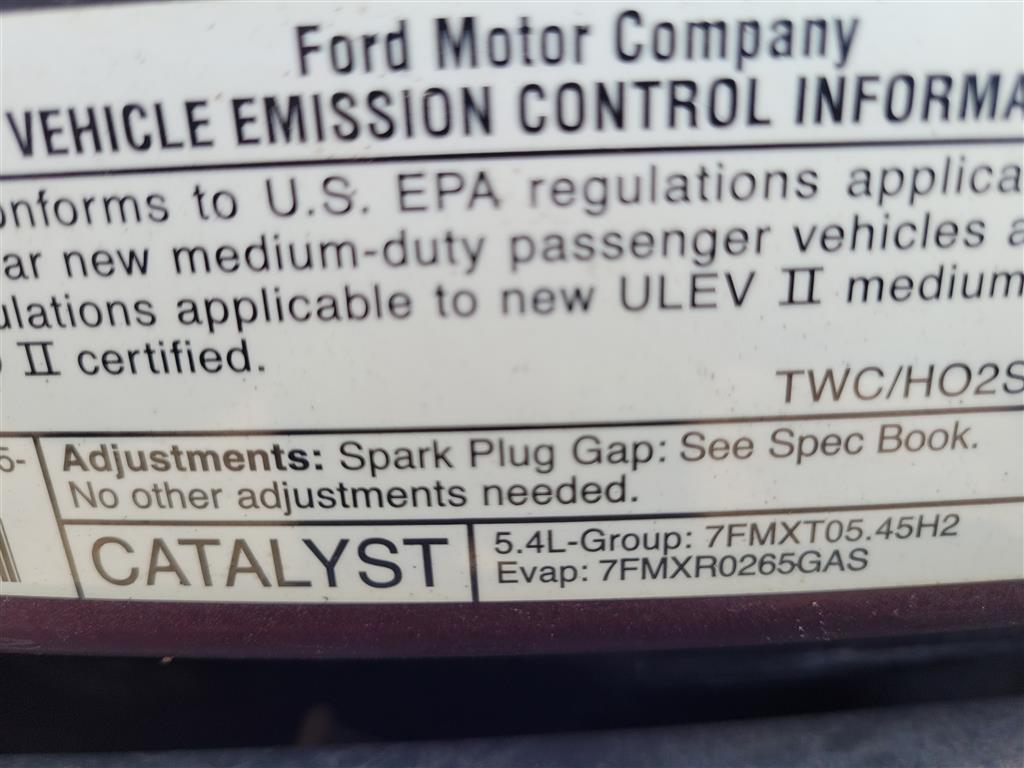 Ford Motor Company
VEHICLE EMISSION CONTROL INFORMA
onforms to U.S. EPA regulations applica
ar new medium-duty passenger vehicles a
ulations applicable to new ULEV II medium
II certified.
TWC/HO2S
5-
Adjustments: Spark Plug Gap: See Spec Book.
No other adjustments needed.
CATALYST
5.4L-Group: 7FMXT05.45H2
Evap: 7FMXR0265GAS